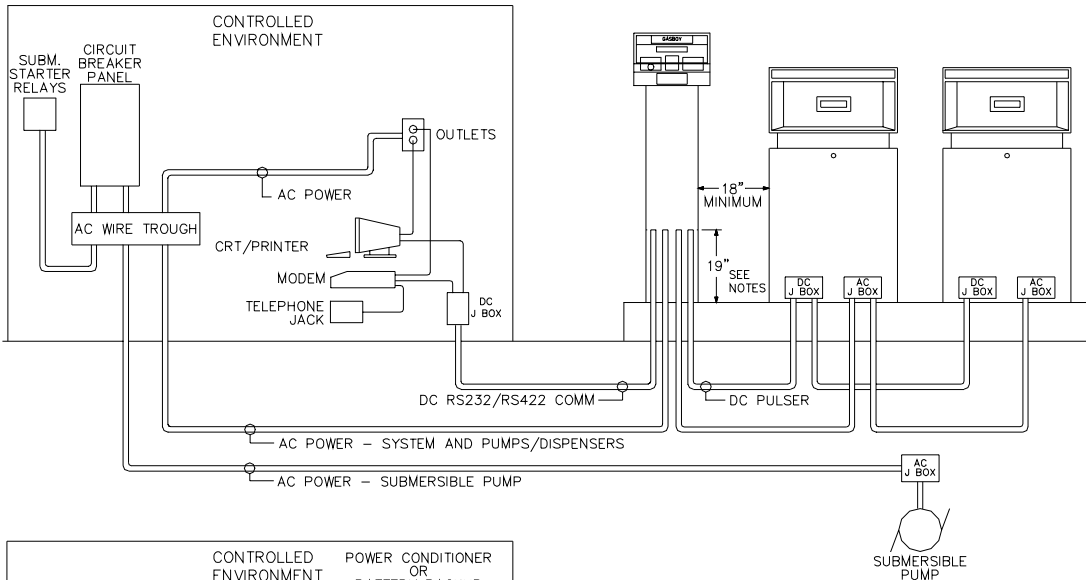 CONTROLLED
ENVIRONMENT
SUBM.
STARTER
RELAYS
CIRCUIT
BREAKER
PANEL
OUTLETS
AC POWER
AC WIRE TROUGH
CRT/PRINTER
MODEM
TELEPHONE
JACK
DC
J BOX
GASBOY
18"
MINIMUM
19"
SEE
NOTES
DC
J BOX
AC
J BOX
DC
J BOX
AC
J BOX
DC RS232/RS422 COMM
DC PULSER
AC POWER – SYSTEM AND PUMPS/DISPENSERS
AC POWER – SUBMERSIBLE PUMP
AC
J BOX
SUBMERSIBLE
PUMP
CONTROLLED
ENVIRONMENT
POWER CONDITIONER
OR